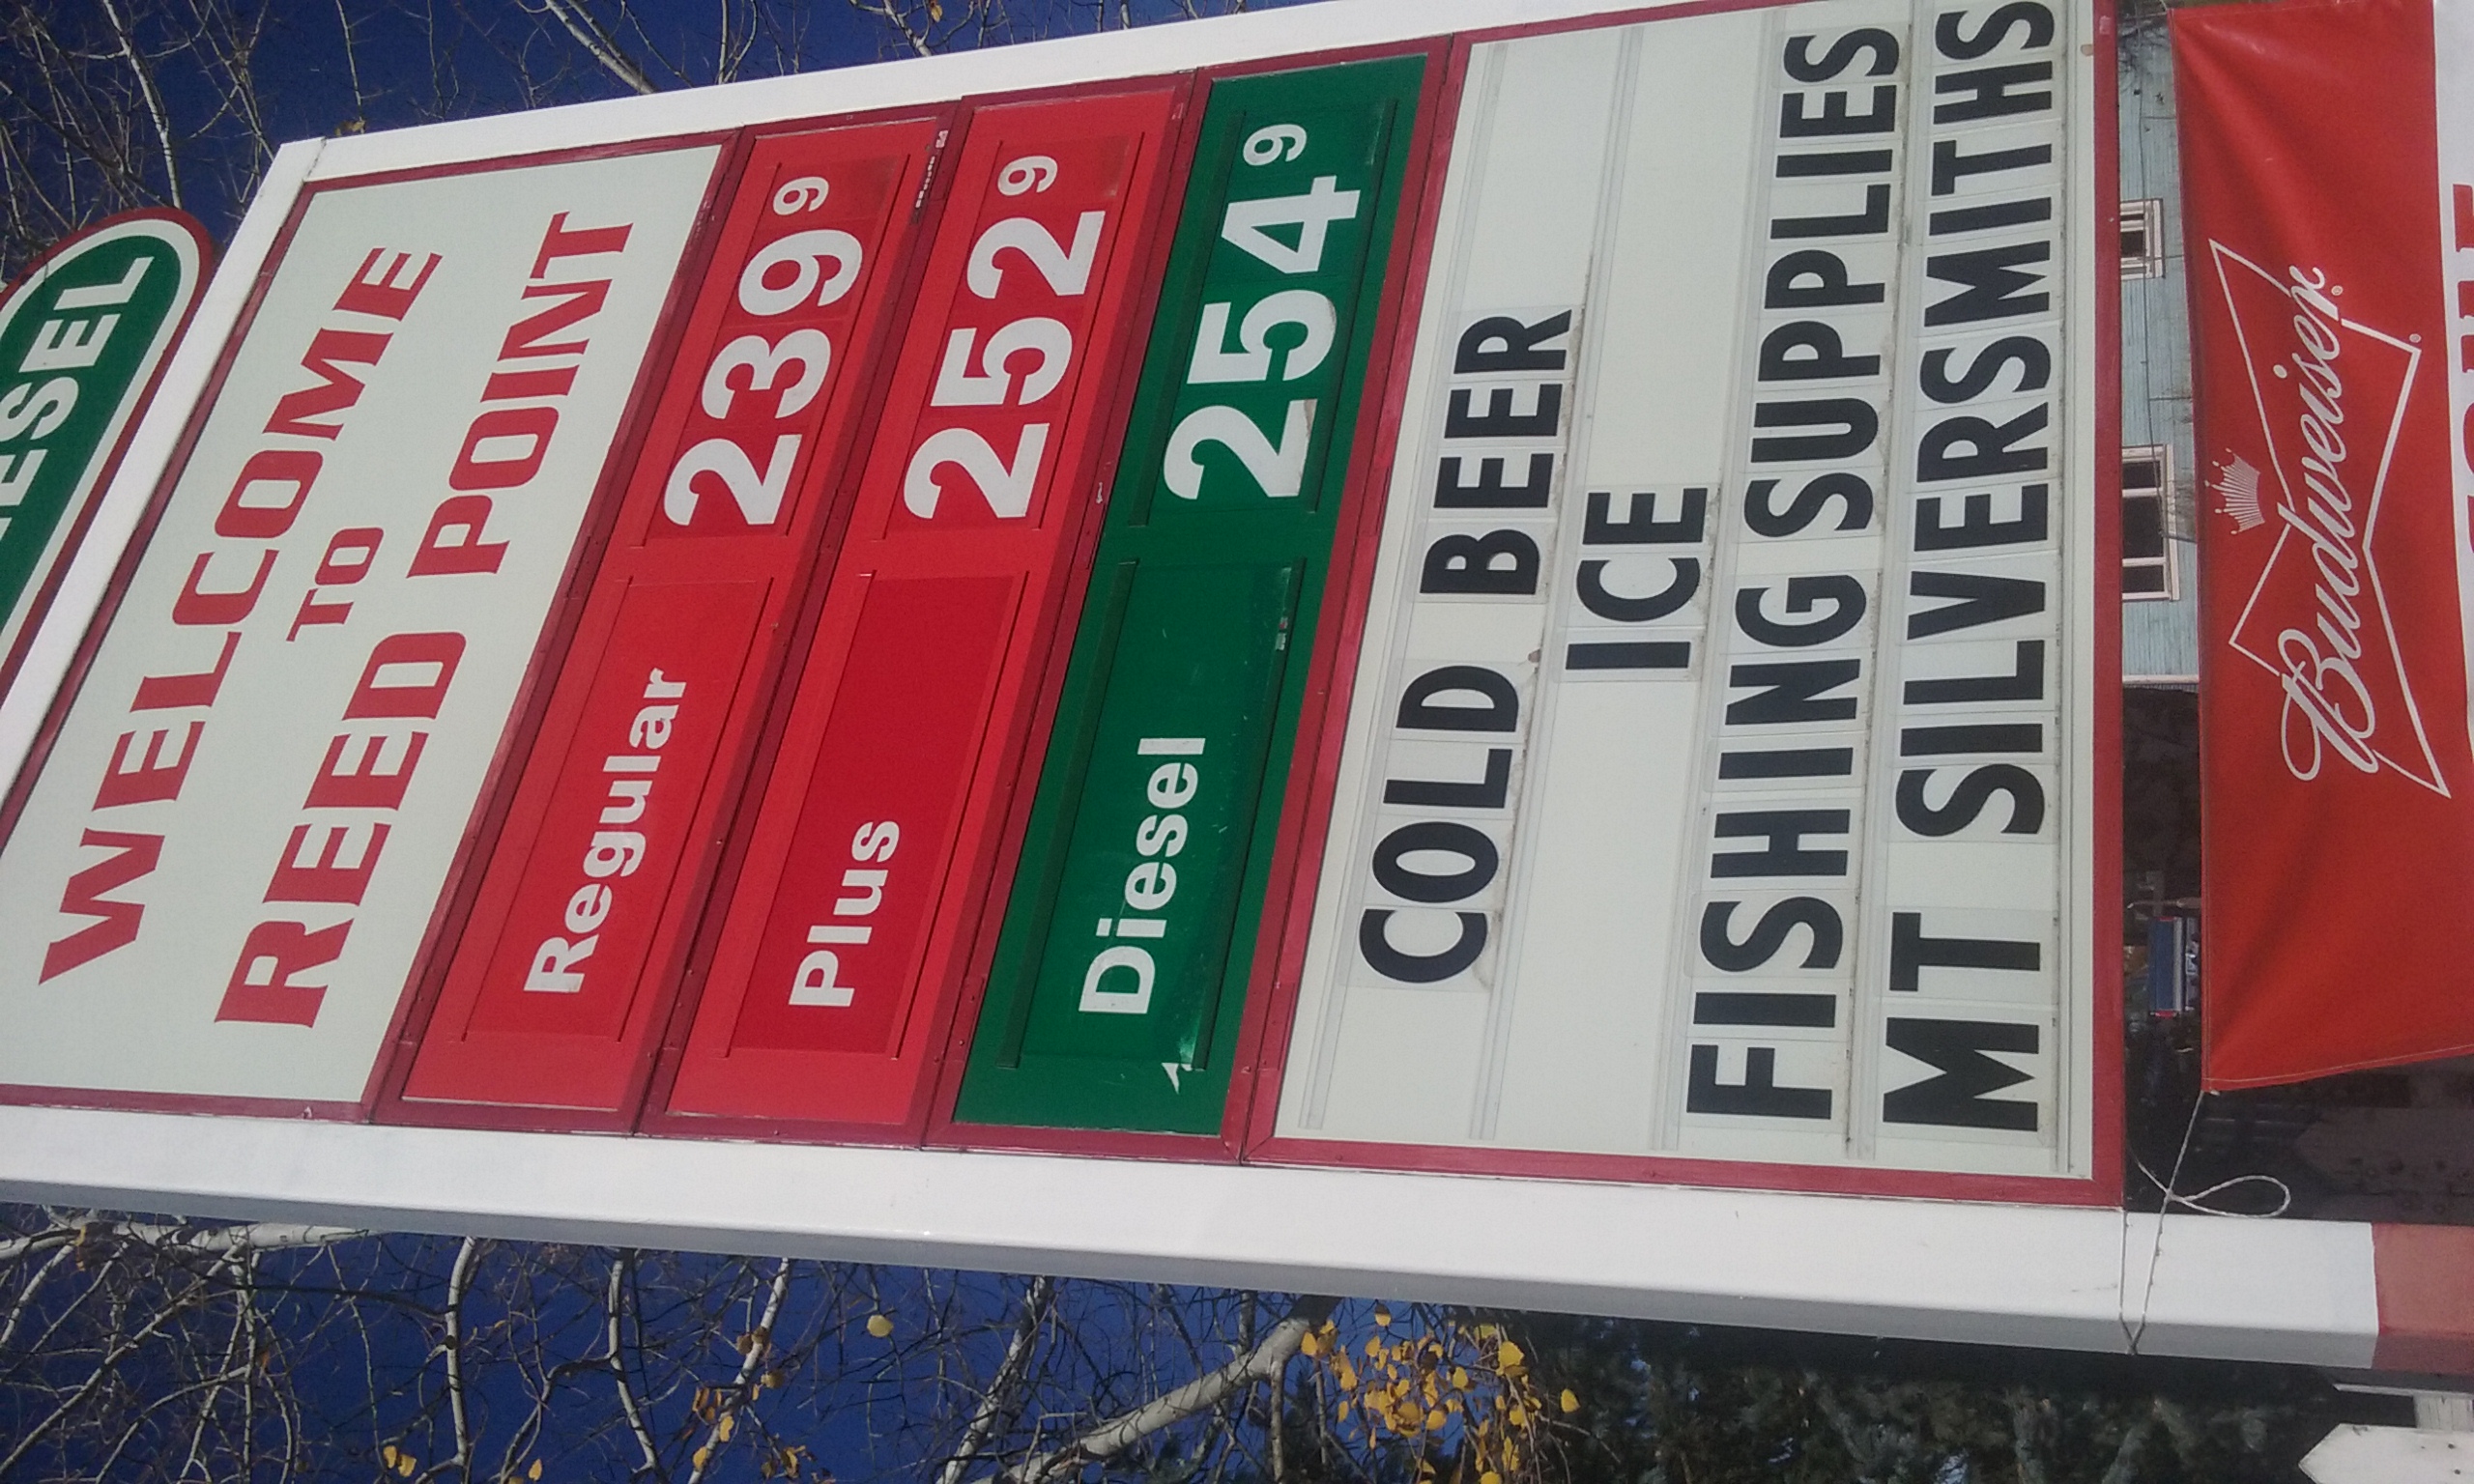 WELCOME
TO
REED POINT
Regular 239 9
Plus 252 9
Diesel 254 9
COLD BEER
ICE
FISHING SUPPLIES
MT SILVERSMITHS
Budweiser